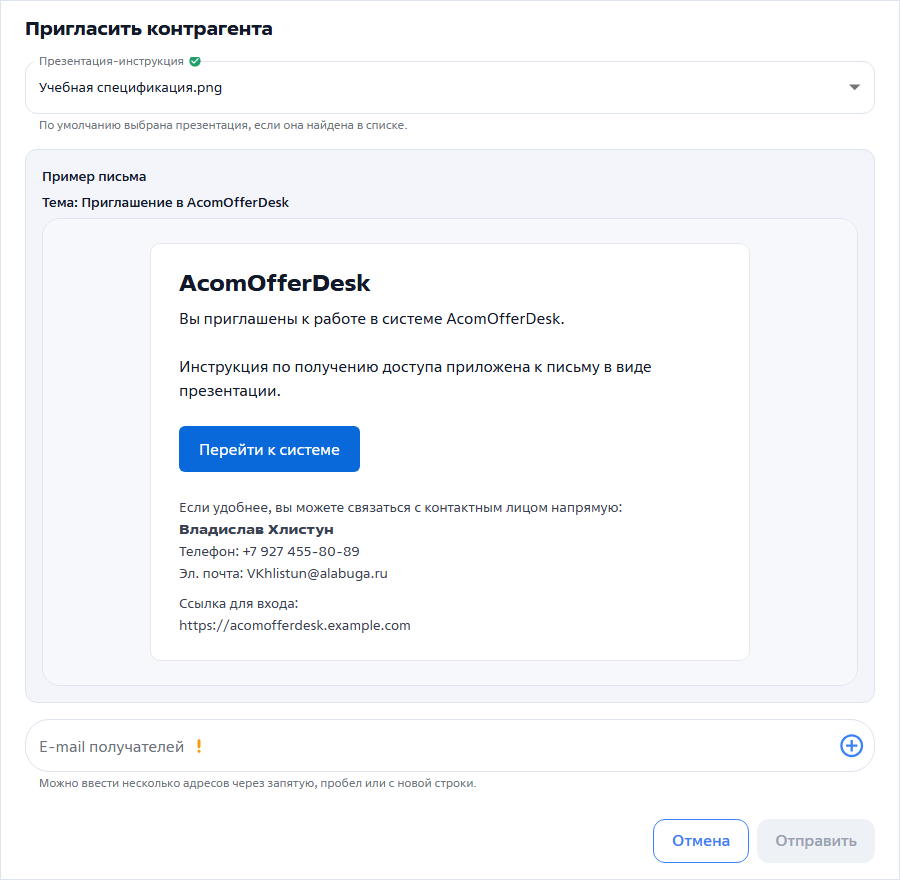 Пригласить контрагента
Презентация-инструкция
Учебная спецификация.png
По умолчанию выбрана презентация, если она найдена в списке.
Пример письма
Тема: Приглашение в AcomOfferDesk
AcomOfferDesk
Вы приглашены к работе в системе AcomOfferDesk.
Инструкция по получению доступа приложена к письму в виде
презентации.
Перейти к системе
Если удобнее, вы можете связаться с контактным лицом напрямую:
Владислав Хлистун
Телефон: +7 927 455-80-89
Эл. почта: VKhlistun@alabuga.ru
Ссылка для входа:
https://acomofferdesk.example.com
E-mail получателей !
Можно ввести несколько адресов через запятую, пробел или с новой строки.
Отмена
Отправить